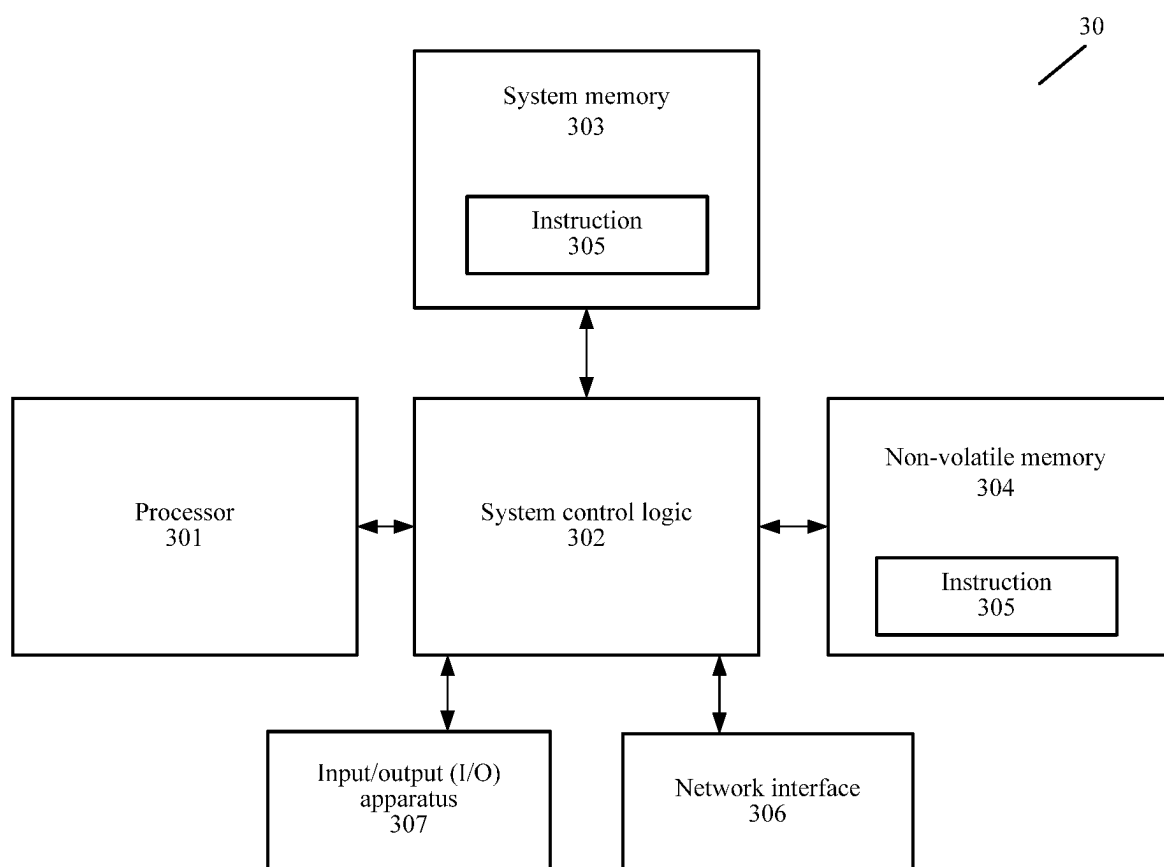 30
System memory
303
Instruction
305
Processor
301
System control logic
302
Non-volatile memory
304
Instruction
305
Input/output (I/O)
apparatus
307
Network interface
306